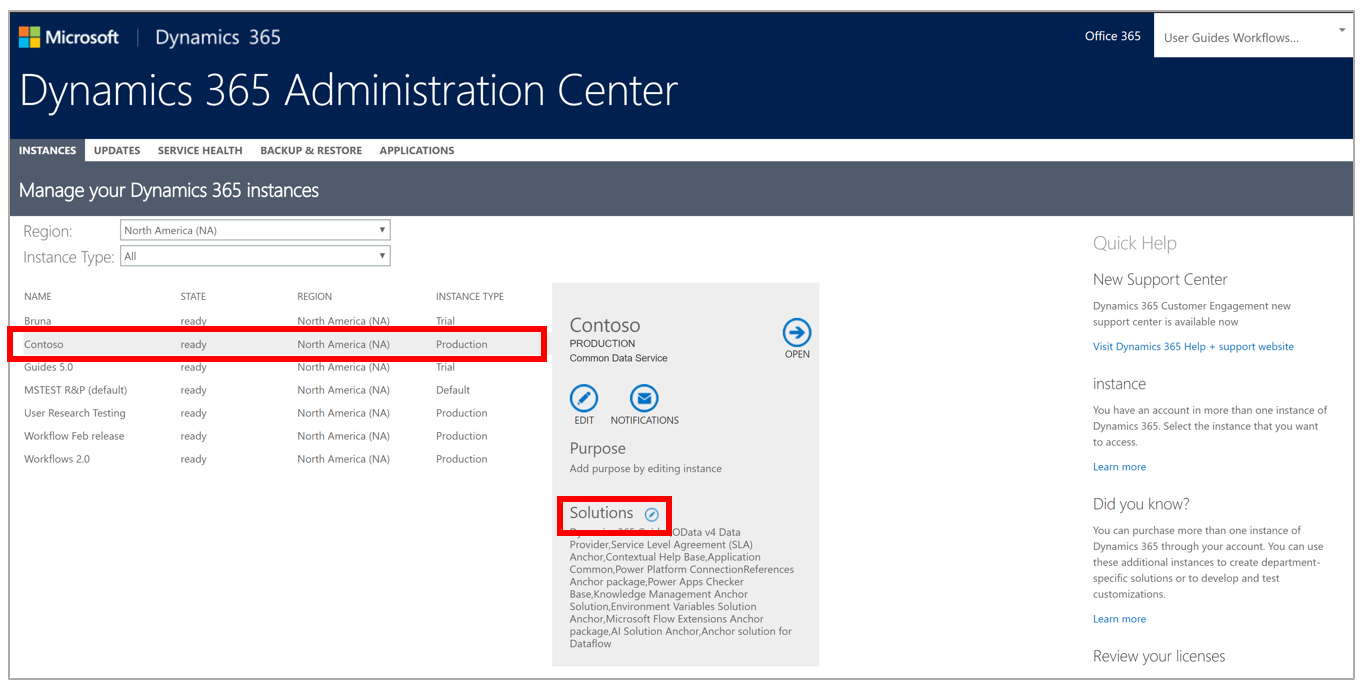 Microsoft | Dynamics 365
Office 365
User Guides Workflows...
Dynamics 365 Administration Center
INSTANCES UPDATES SERVICE HEALTH BACKUP & RESTORE APPLICATIONS
Manage your Dynamics 365 instances
Region: North America (NA)
Instance Type: All
NAME STATE REGION INSTANCE TYPE
Bruna ready North America (NA) Trial
Contoso ready North America (NA) Production
Guides 5.0 ready North America (NA) Trial
MSTEST R&P (default) ready North America (NA) Default
User Research Testing ready North America (NA) Production
Workflow Feb release ready North America (NA) Production
Workflows 2.0 ready North America (NA) Production
Contoso
PRODUCTION
Common Data Service
OPEN
EDIT NOTIFICATIONS
Purpose
Add purpose by editing instance
Solutions
OData v4 Data
Provider,Service Level Agreement (SLA)
Anchor,Contextual Help Base,Application
Common,Power Platform ConnectionReferences
Anchor package,Power Apps Checker
Base,Knowledge Management Anchor
Solution,Environment Variables Solution
Anchor,Microsoft Flow Extensions Anchor
package,AI Solution Anchor,Anchor solution for
Dataflow
Quick Help
New Support Center
Dynamics 365 Customer Engagement new
support center is available now
Visit Dynamics 365 Help + support website
instance
You have an account in more than one instance of
Dynamics 365. Select the instance that you want
to access.
Learn more
Did you know?
You can purchase more than one instance of
Dynamics 365 through your account. You can use
these additional instances to create department-
specific solutions or to develop and test
customizations.
Learn more
Review your licenses